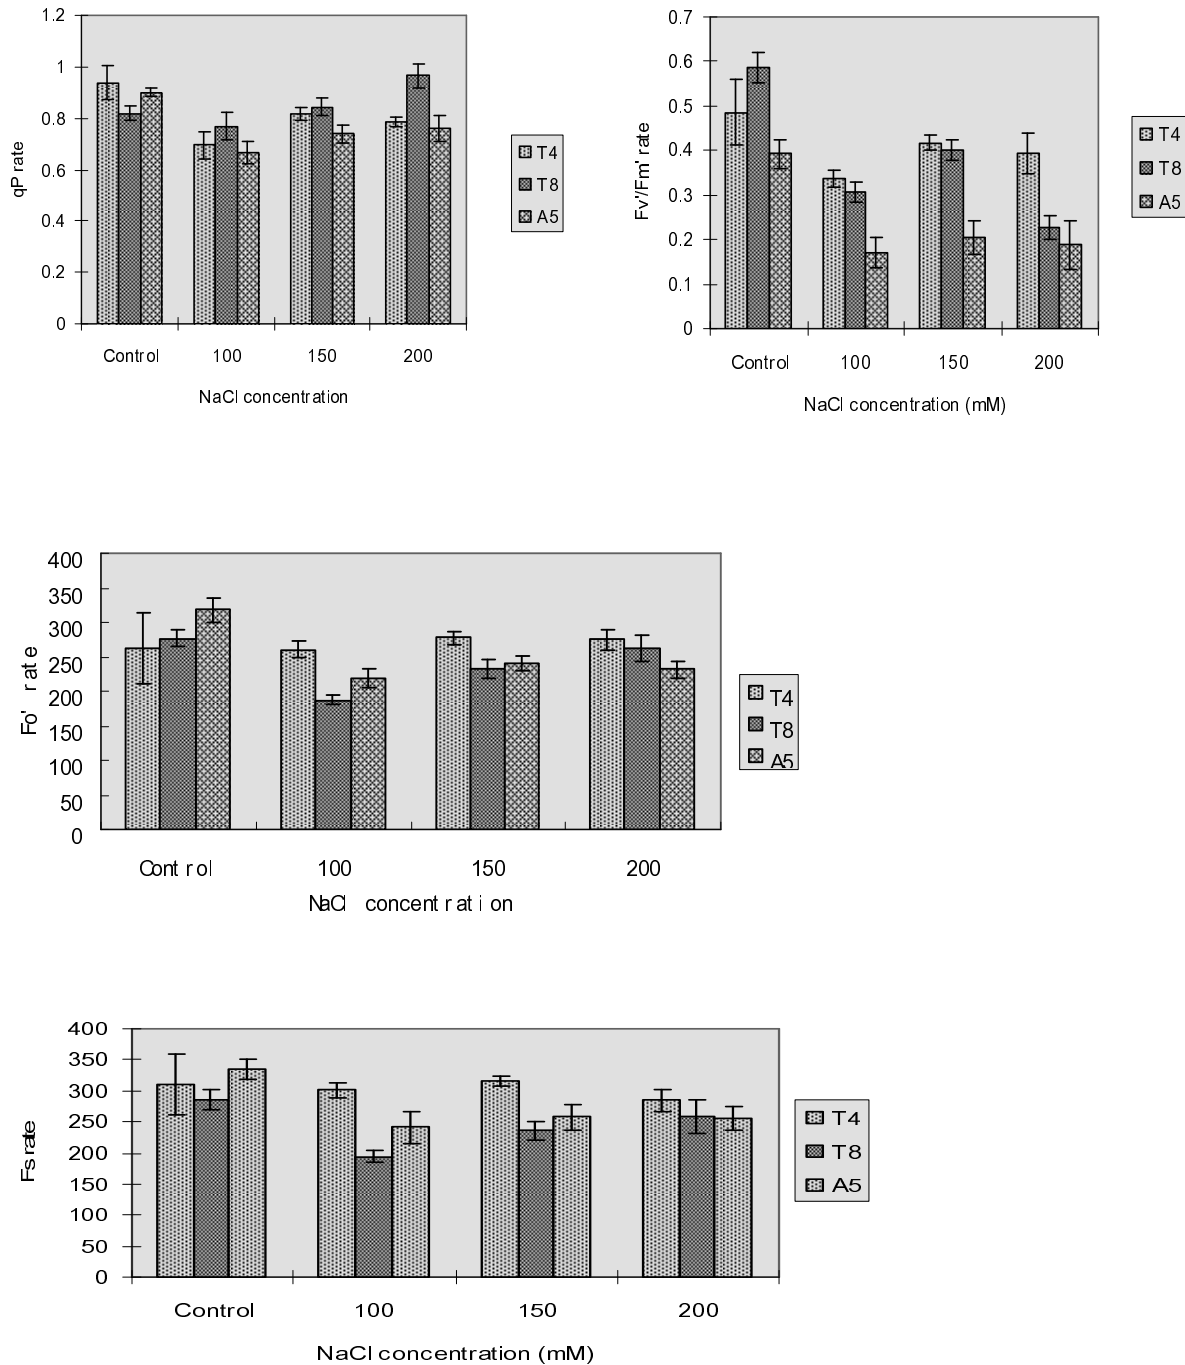 1.2
1
0.8
0.6
0.4
0.2
0
qP rate
Control 100 150 200
NaCl concentration
T4
T8
A5
0.7
0.6
0.5
0.4
0.3
0.2
0.1
0
Fv'/Fm' rate
Control 100 150 200
NaCl concentration (mM)
T4
T8
A5
400
350
300
250
200
150
100
50
0
Fo' rate
Control 100 150 200
NaCl concentration
T4
T8
A5
400
350
300
250
200
150
100
50
0
Fs rate
Control 100 150 200
NaCl concentration (mM)
T4
T8
A5